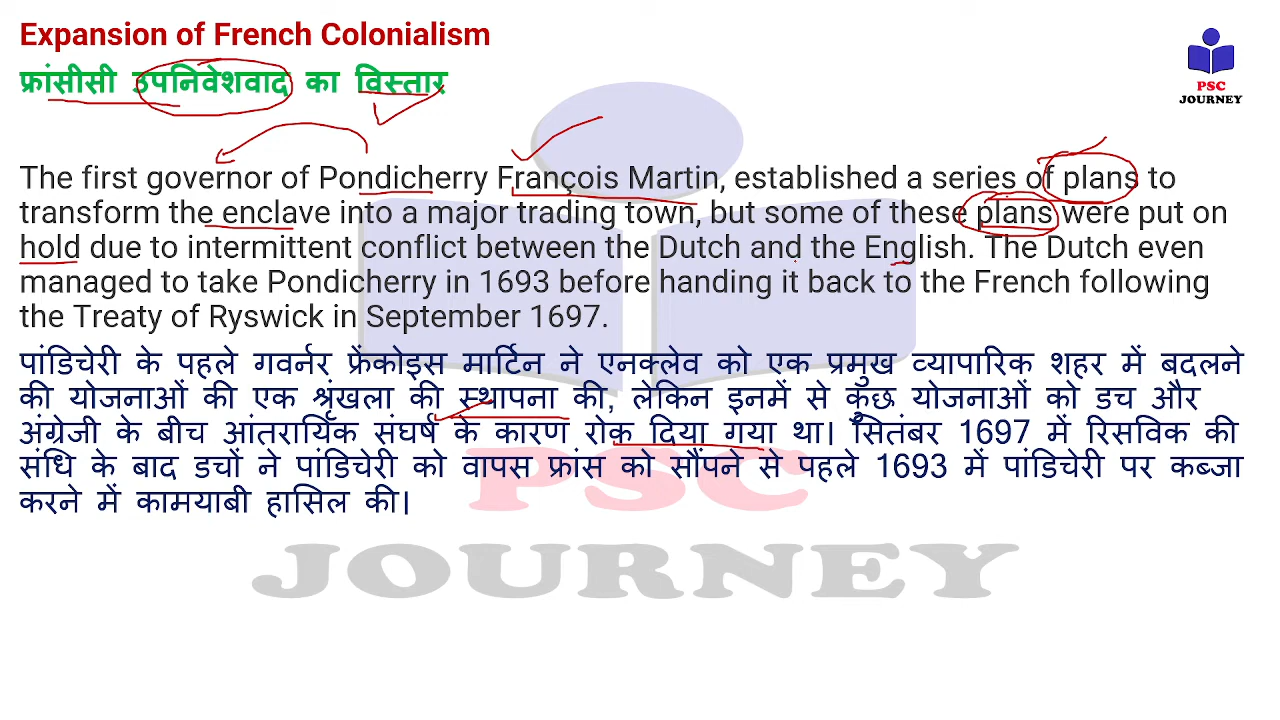 Expansion of French Colonialism
फ्रांसीसी उपनिवेशवाद का विस्तार
PSC
JOURNEY
The first governor of Pondicherry François Martin, established a series of plans to
transform the enclave into a major trading town, but some of these plans were put on
hold due to intermittent conflict between the Dutch and the English. The Dutch even
managed to take Pondicherry in 1693 before handing it back to the French following
the Treaty of Ryswick in September 1697.
पांडिचेरी के पहले गवर्नर फ्रेंकोइस मार्टिन ने एनक्लेव को एक प्रमुख व्यापारिक शहर में बदलने
की योजनाओं की एक श्रृंखला की स्थापना की, लेकिन इनमें से कुछ योजनाओं को डच और
अंग्रेजी के बीच आंतरायिक संघर्ष के कारण रोक दिया गया था। सितंबर 1697 में रिसविक की
संधि के बाद डचों ने पांडिचेरी को वापस फ्रांस को सौंपने से पहले 1693 में पांडिचेरी पर कब्जा
करने में कामयाबी हासिल की।
PSC
JOURNEY